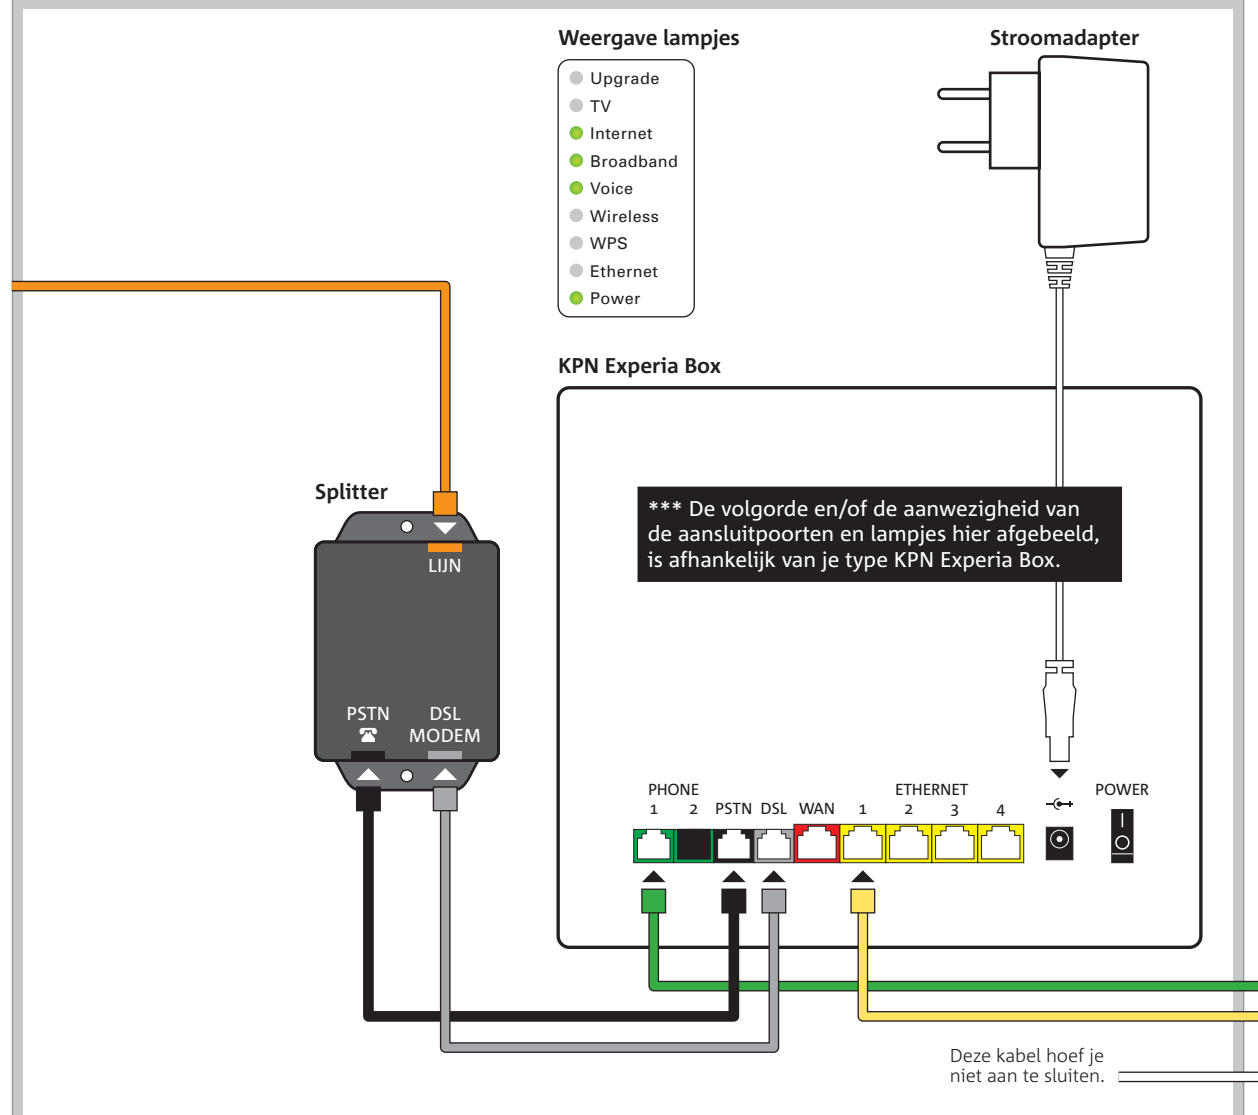 Weergave lampjes
Stroomadapter
Upgrade
TV
Internet
Broadband
Voice
Wireless
WPS
Ethernet
Power
KPN Experia Box
Splitter
*** De volgorde en/of de aanwezigheid van
de aansluitpoorten en lampjes hier afgebeeld,
is afhankelijk van je type KPN Experia Box.
LIJN
PSTN DSL
MODEM
PHONE ETHERNET POWER
1 2 PSTN DSL WAN 1 2 3 4
Deze kabel hoef je
niet aan te sluiten.